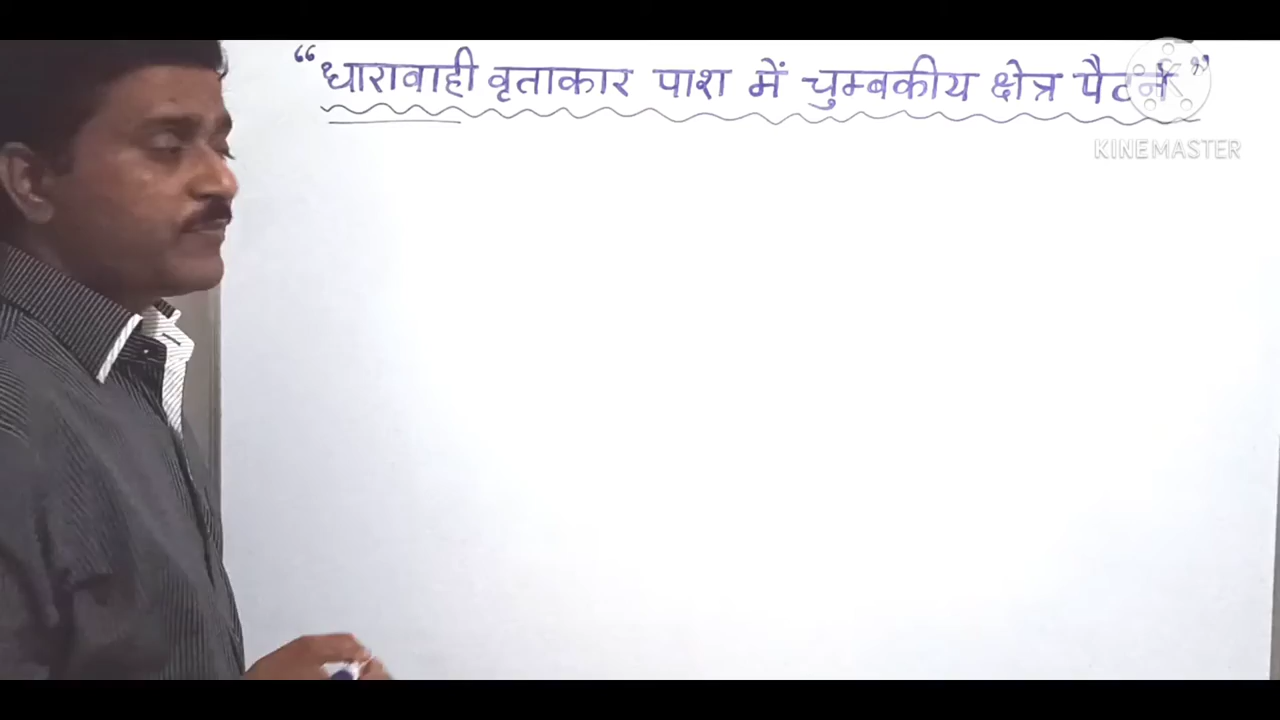 “धारावाही वृताकार पाश में चुम्बकीय क्षेत्र पैटर्न”
KINEMASTER